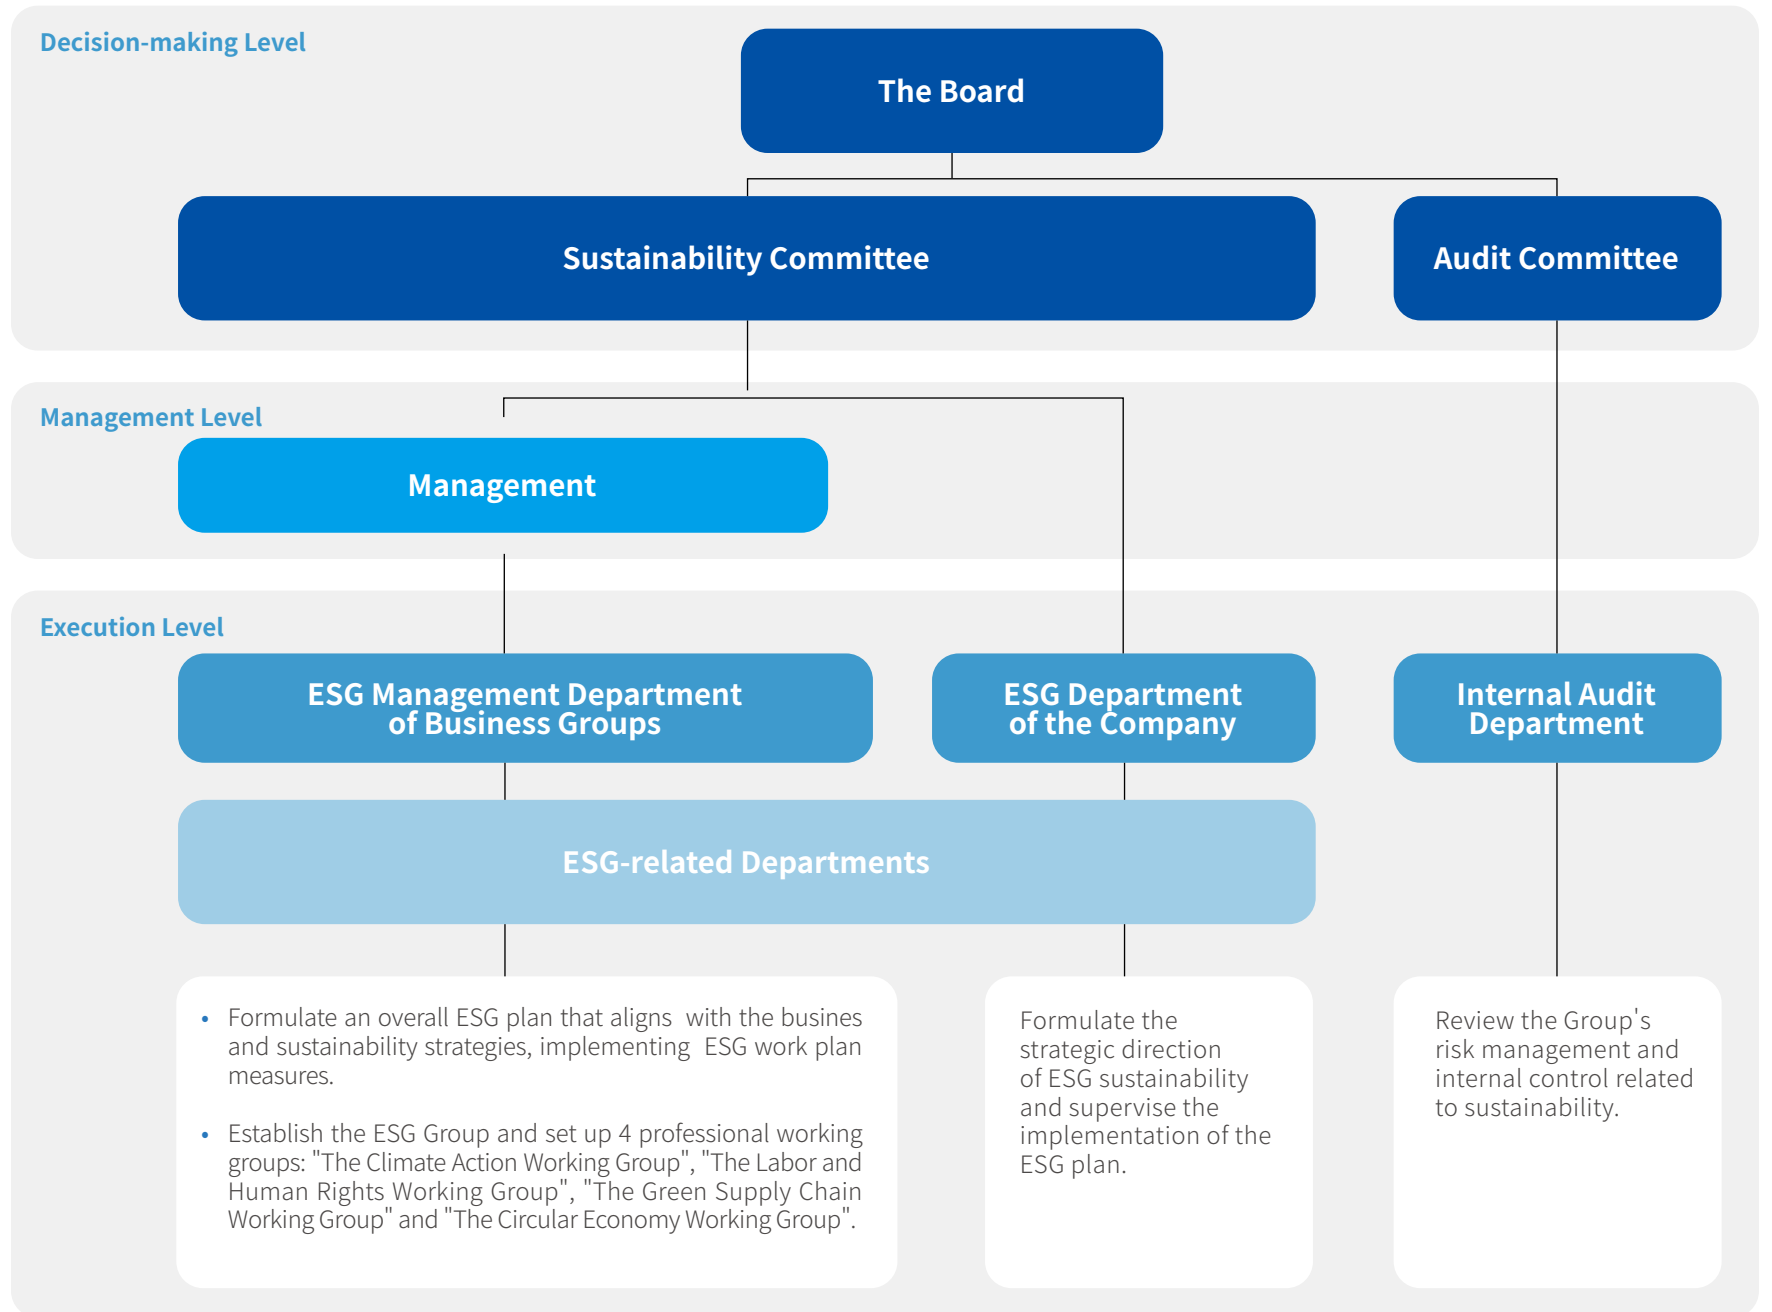 Decision-making Level
The Board
Sustainability Committee
Audit Committee
Management Level
Management
Execution Level
ESG Management Department
of Business Groups
ESG Department
of the Company
Internal Audit
Department
ESG-related Departments
• Formulate an overall ESG plan that aligns with the busines
and sustainability strategies, implementing ESG work plan
measures.
• Establish the ESG Group and set up 4 professional working
groups: "The Climate Action Working Group", "The Labor and
Human Rights Working Group", "The Green Supply Chain
Working Group" and "The Circular Economy Working Group".
Formulate the
strategic direction
of ESG sustainability
and supervise the
implementation of the
ESG plan.
Review the Group's
risk management and
internal control related
to sustainability.